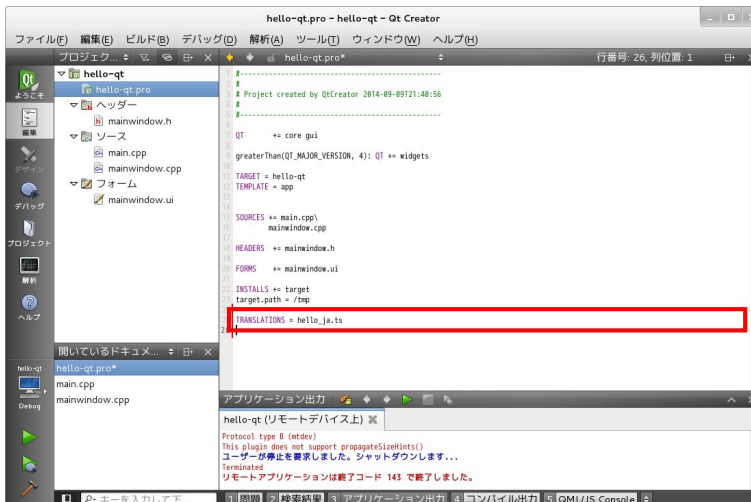 hello-qt.pro - hello-qt - Qt Creator
ファイル(F) 編集(E) ビルド(B) デバッグ(D) 解析(A) ツール(T) ウィンドウ(W) ヘルプ(H)
プロジェク... hello-qt.pro* 行番号: 26, 列位置: 1
Qt
ようこそ
編集
デザイン
デバッグ
プロジェクト
解析
ヘルプ
hello-qt
hello-qt.pro
ヘッダー
mainwindow.h
ソース
main.cpp
mainwindow.cpp
フォーム
mainwindow.ui
#
# Project created by QtCreator 2014-09-09T21:40:56
#
QT += core gui
greaterThan(QT_MAJOR_VERSION, 4): QT += widgets
TARGET = hello-qt
TEMPLATE = app
SOURCES += main.cpp\
mainwindow.cpp
HEADERS += mainwindow.h
FORMS += mainwindow.ui
INSTALLS += target
target.path = /tmp
TRANSLATIONS = hello_ja.ts
開いているドキュメ...
hello-qt.pro*
main.cpp
mainwindow.cpp
hello-qt
Debug
アプリケーション出力
hello-qt (リモートデバイス上)
Protocol type B (mtdev)
This plugin does not support propagateSizeHints()
ユーザーが停止を要求しました。シャットダウンします...
Terminated
リモートアプリケーションは終了コード 143 で終了しました。
キーを入力して下 1 問題 2 検索結果 3 アプリケーション出力 4 コンパイル出力 5 QML/JS Console